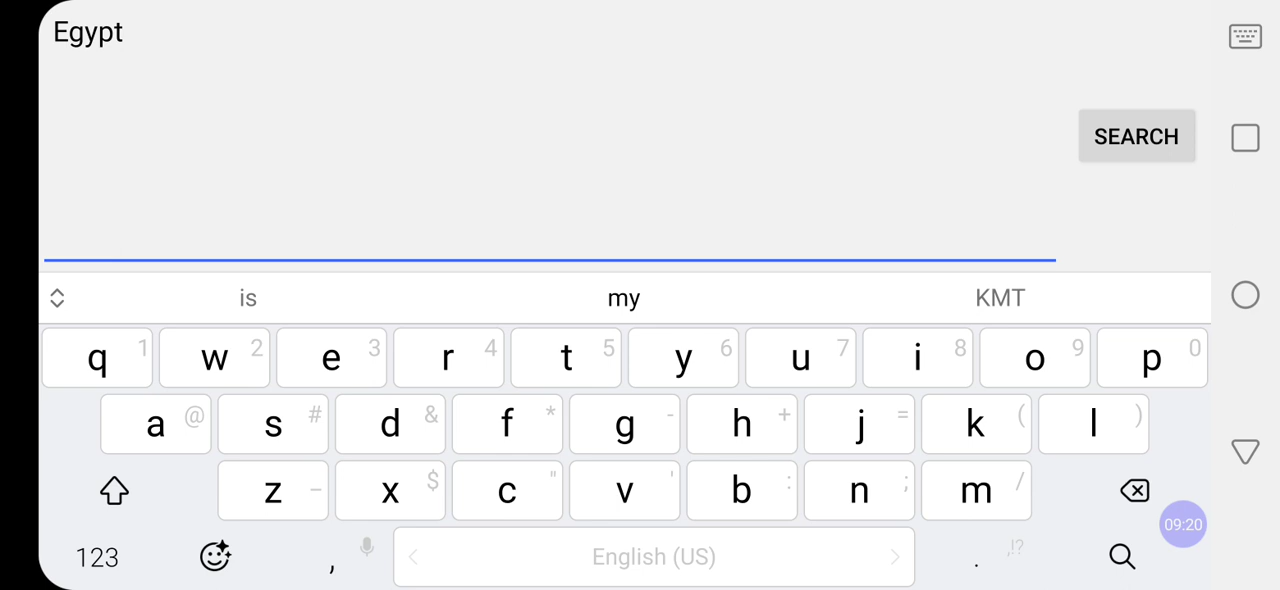 Egypt
SEARCH
is my KMT
q 1 w 2 e 3 r 4 t 5 y 6 u 7 i 8 o 9 p 0
a @ s # d & f * g - h + j = k ( l )
z _ x $ c " v ' b : n ; m /
09:20
123 , < English (US) > . ,!?